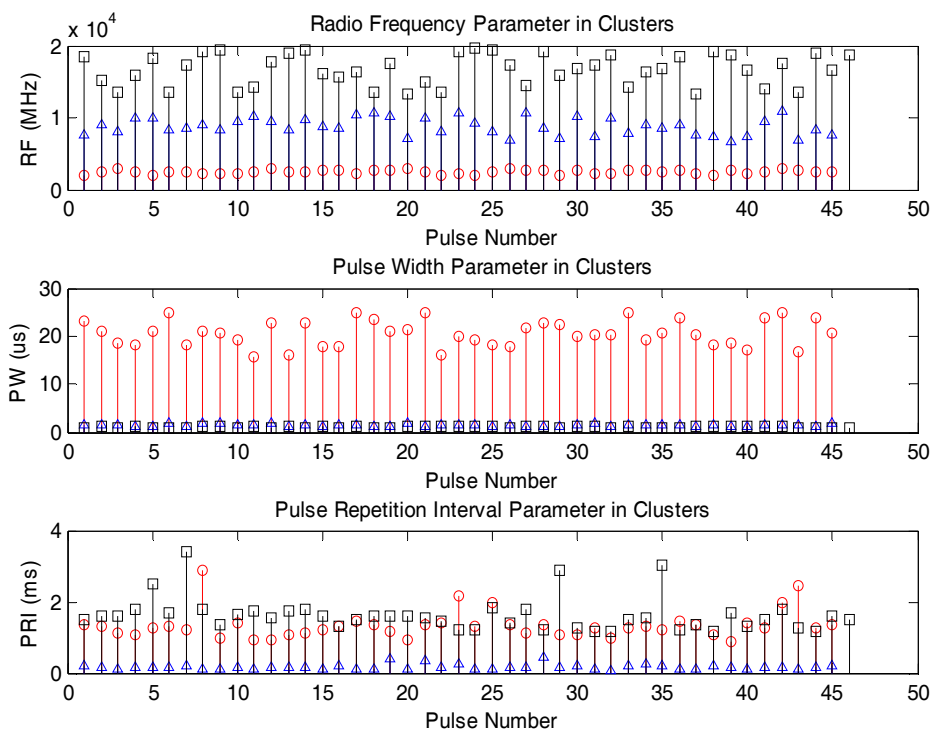 Radio Frequency Parameter in Clusters
x 10^4
2
1
0
RF (MHz)
0 5 10 15 20 25 30 35 40 45 50
Pulse Number
Pulse Width Parameter in Clusters
30
20
10
0
PW (us)
0 5 10 15 20 25 30 35 40 45 50
Pulse Number
Pulse Repetition Interval Parameter in Clusters
4
2
0
PRI (ms)
0 5 10 15 20 25 30 35 40 45 50
Pulse Number